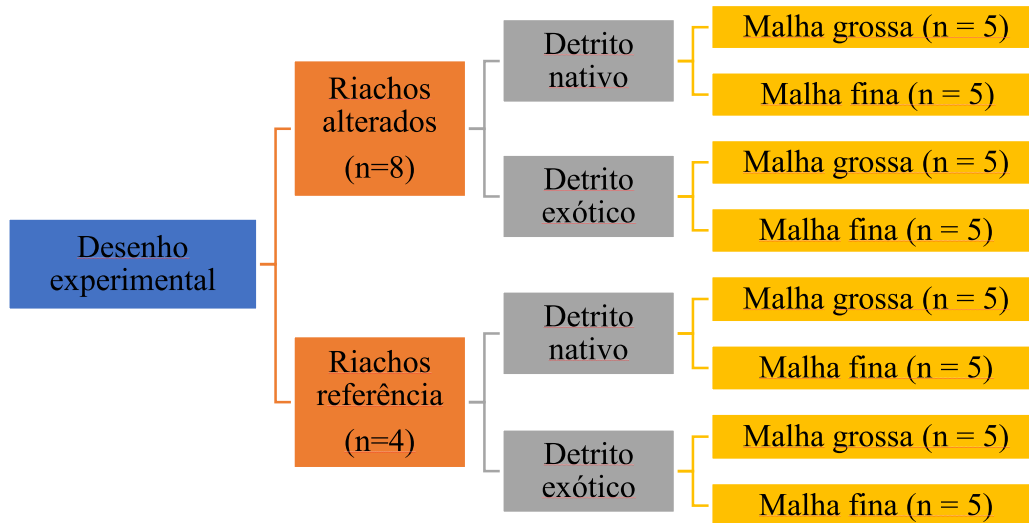 Desenho
experimental
Riachos
alterados
(n=8)
Detrito
nativo
Malha grossa (n = 5)
Malha fina (n = 5)
Detrito
exótico
Malha grossa (n = 5)
Malha fina (n = 5)
Riachos
referência
(n=4)
Detrito
nativo
Malha grossa (n = 5)
Malha fina (n = 5)
Detrito
exótico
Malha grossa (n = 5)
Malha fina (n = 5)